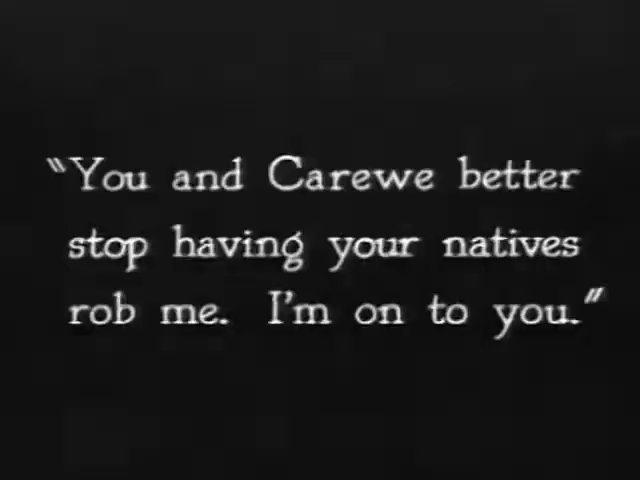 "You and Carewe better
stop having your natives
rob me. I'm on to you."